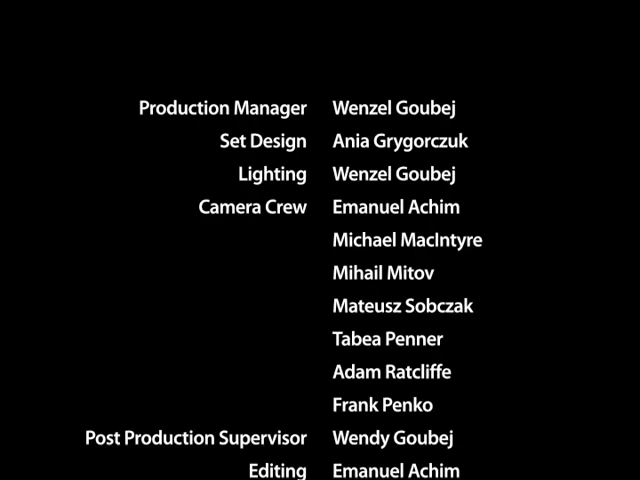 Production Manager Wenzel Goubej
Set Design Ania Grygorczuk
Lighting Wenzel Goubej
Camera Crew Emanuel Achim
Michael MacIntyre
Mihail Mitov
Mateusz Sobczak
Tabea Penner
Adam Ratcliffe
Frank Penko
Post Production Supervisor Wendy Goubej
Editing Emanuel Achim